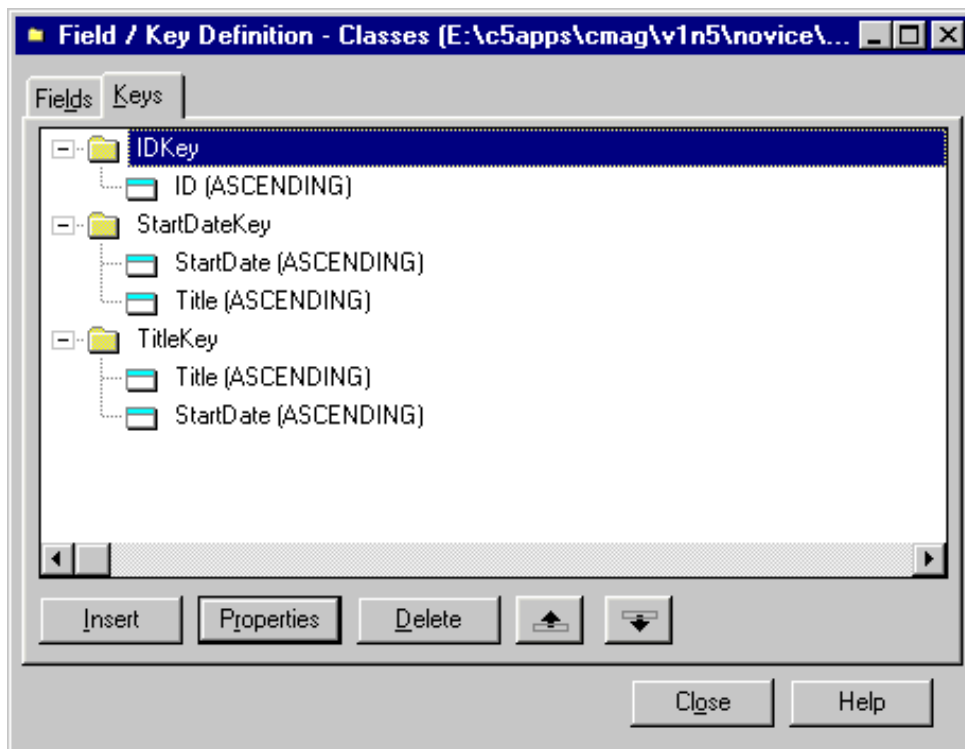 Field / Key Definition - Classes (E:\c5apps\cmag\v1n5\novice\...
Fields Keys
IDKey
ID (ASCENDING)
StartDateKey
StartDate (ASCENDING)
Title (ASCENDING)
TitleKey
Title (ASCENDING)
StartDate (ASCENDING)
Insert Properties Delete
Close Help